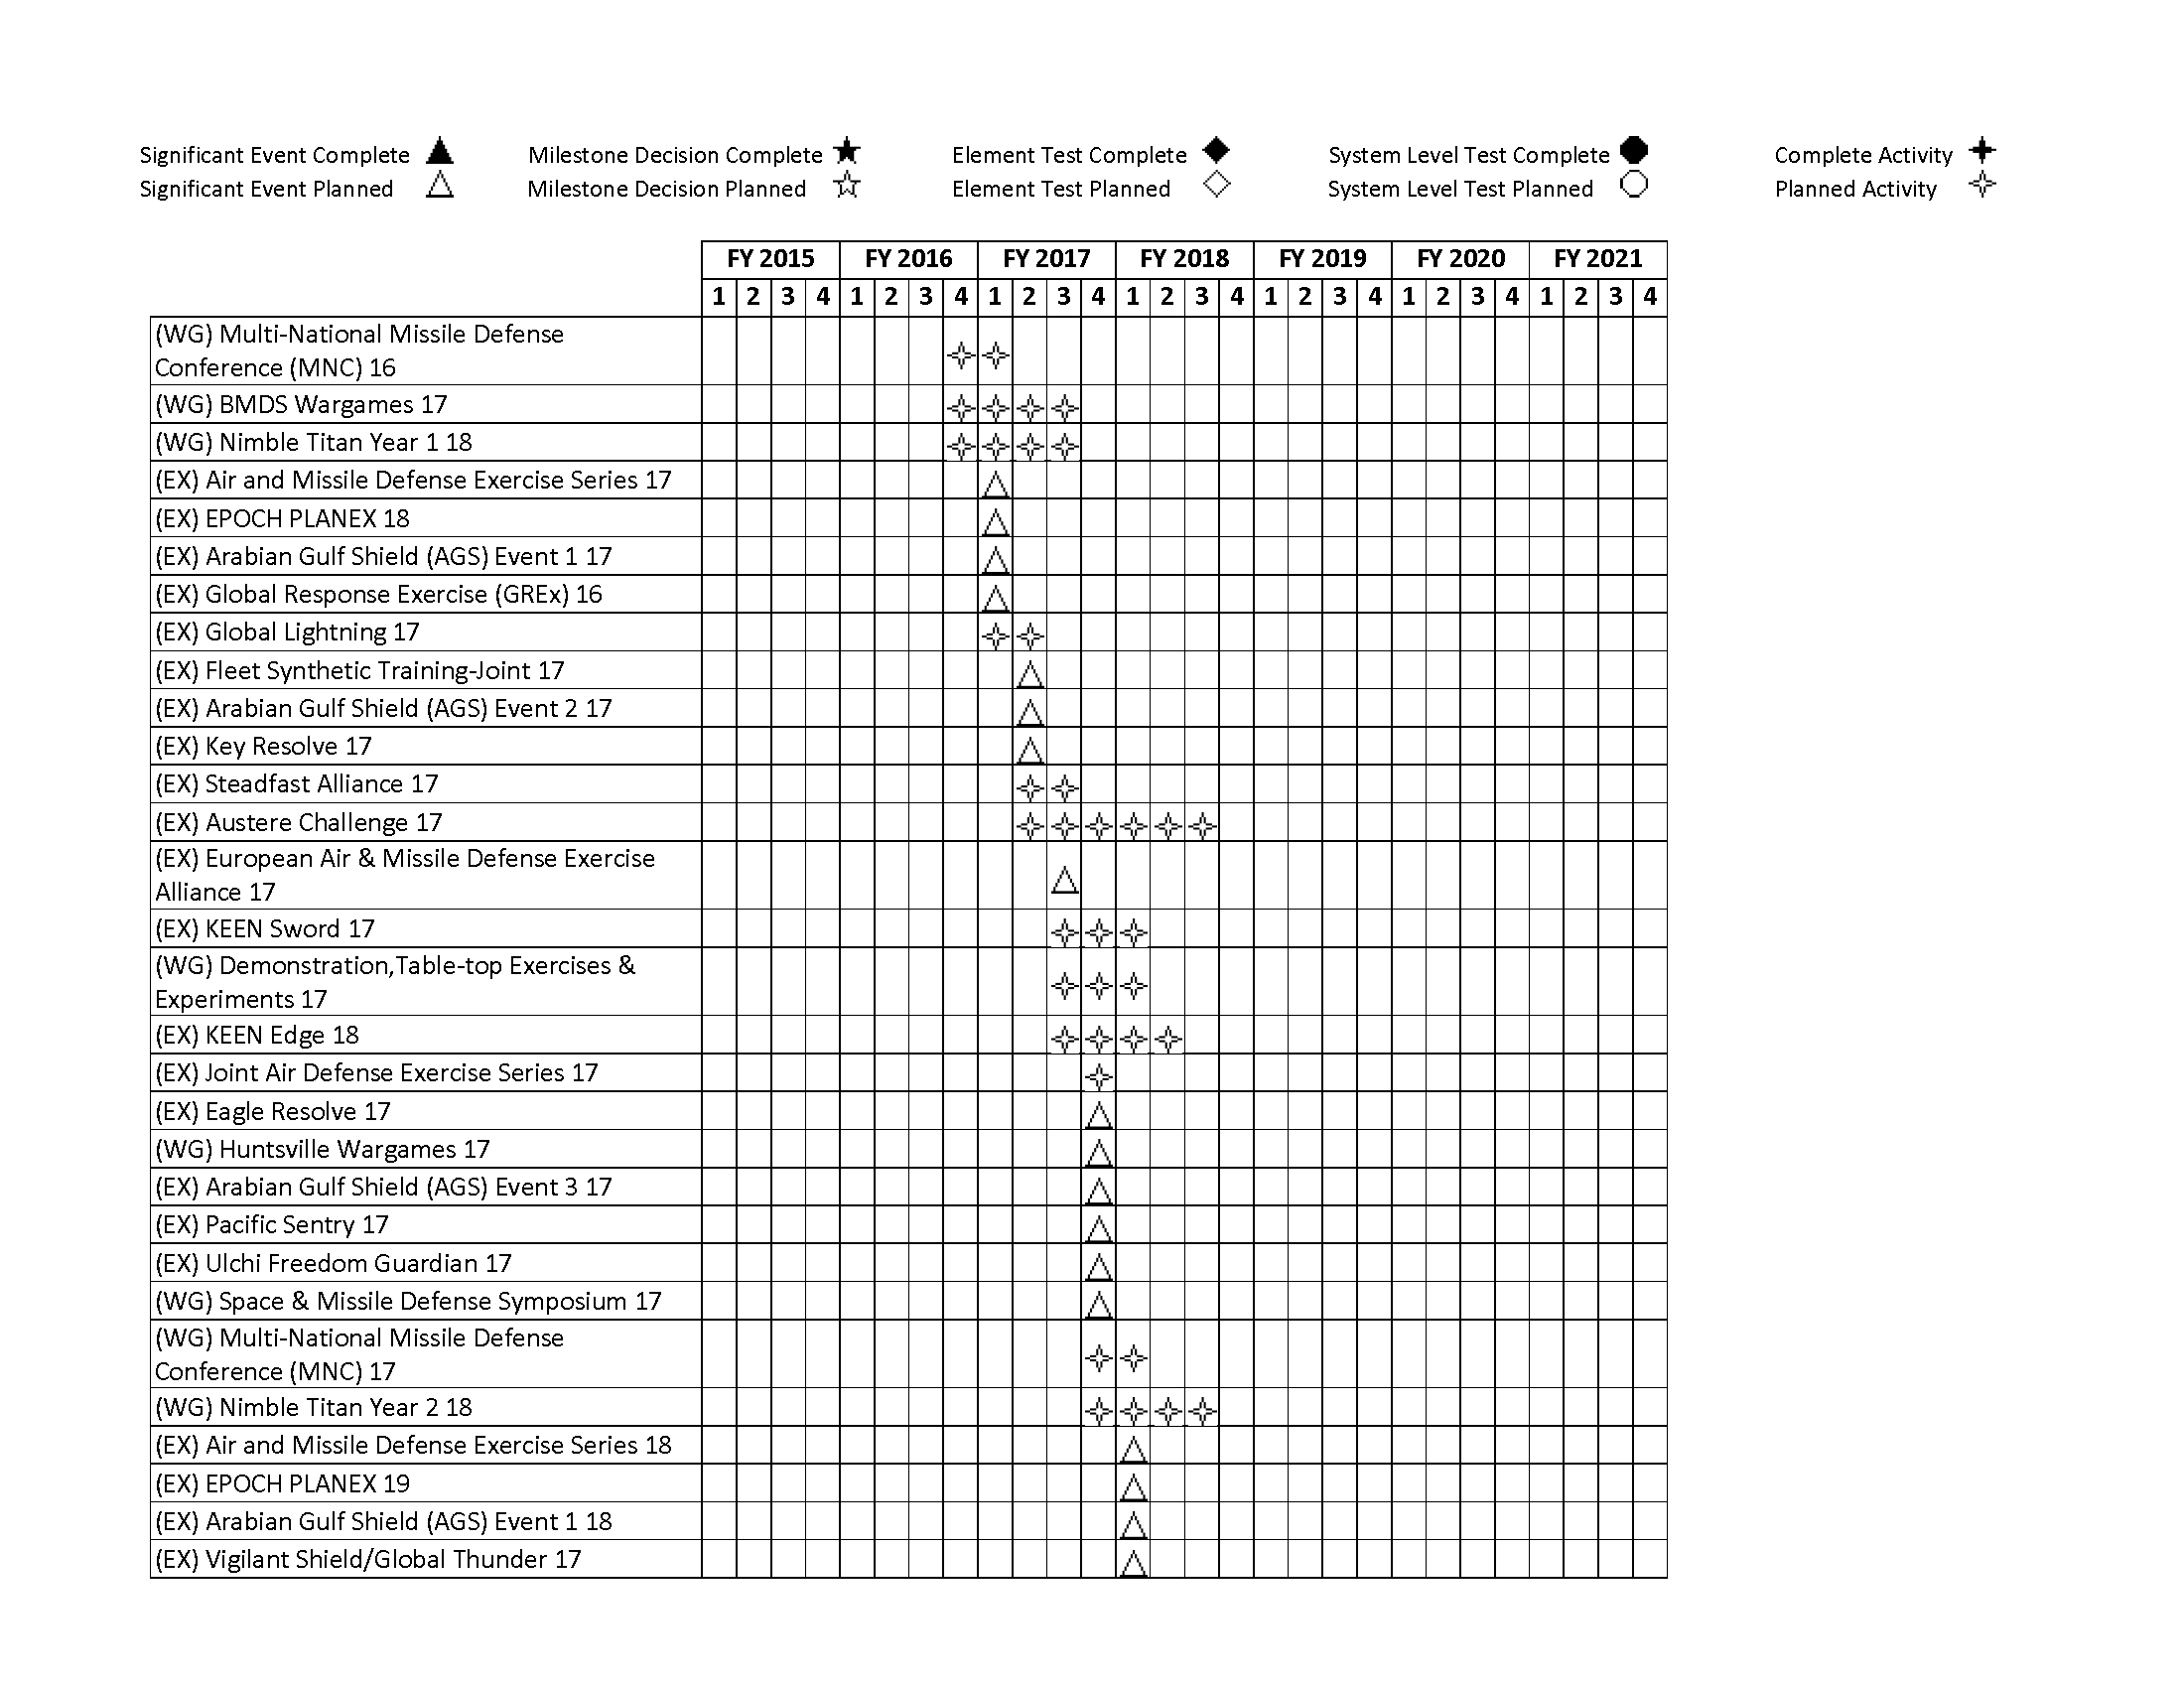 Significant Event Complete Milestone Decision Complete Element Test Complete System Level Test Complete Complete Activity
Significant Event Planned Milestone Decision Planned Element Test Planned System Level Test Planned Planned Activity
FY 2015 FY 2016 FY 2017 FY 2018 FY 2019 FY 2020 FY 2021
1 2 3 4 1 2 3 4 1 2 3 4 1 2 3 4 1 2 3 4 1 2 3 4 1 2 3 4
(WG) Multi-National Missile Defense
Conference (MNC) 16
(WG) BMDS Wargames 17
(WG) Nimble Titan Year 1 18
(EX) Air and Missile Defense Exercise Series 17
(EX) EPOCH PLANEX 18
(EX) Arabian Gulf Shield (AGS) Event 1 17
(EX) Global Response Exercise (GREx) 16
(EX) Global Lightning 17
(EX) Fleet Synthetic Training-Joint 17
(EX) Arabian Gulf Shield (AGS) Event 2 17
(EX) Key Resolve 17
(EX) Steadfast Alliance 17
(EX) Austere Challenge 17
(EX) European Air & Missile Defense Exercise
Alliance 17
(EX) KEEN Sword 17
(WG) Demonstration,Table-top Exercises &
Experiments 17
(EX) KEEN Edge 18
(EX) Joint Air Defense Exercise Series 17
(EX) Eagle Resolve 17
(WG) Huntsville Wargames 17
(EX) Arabian Gulf Shield (AGS) Event 3 17
(EX) Pacific Sentry 17
(EX) Ulchi Freedom Guardian 17
(WG) Space & Missile Defense Symposium 17
(WG) Multi-National Missile Defense
Conference (MNC) 17
(WG) Nimble Titan Year 2 18
(EX) Air and Missile Defense Exercise Series 18
(EX) EPOCH PLANEX 19
(EX) Arabian Gulf Shield (AGS) Event 1 18
(EX) Vigilant Shield/Global Thunder 17